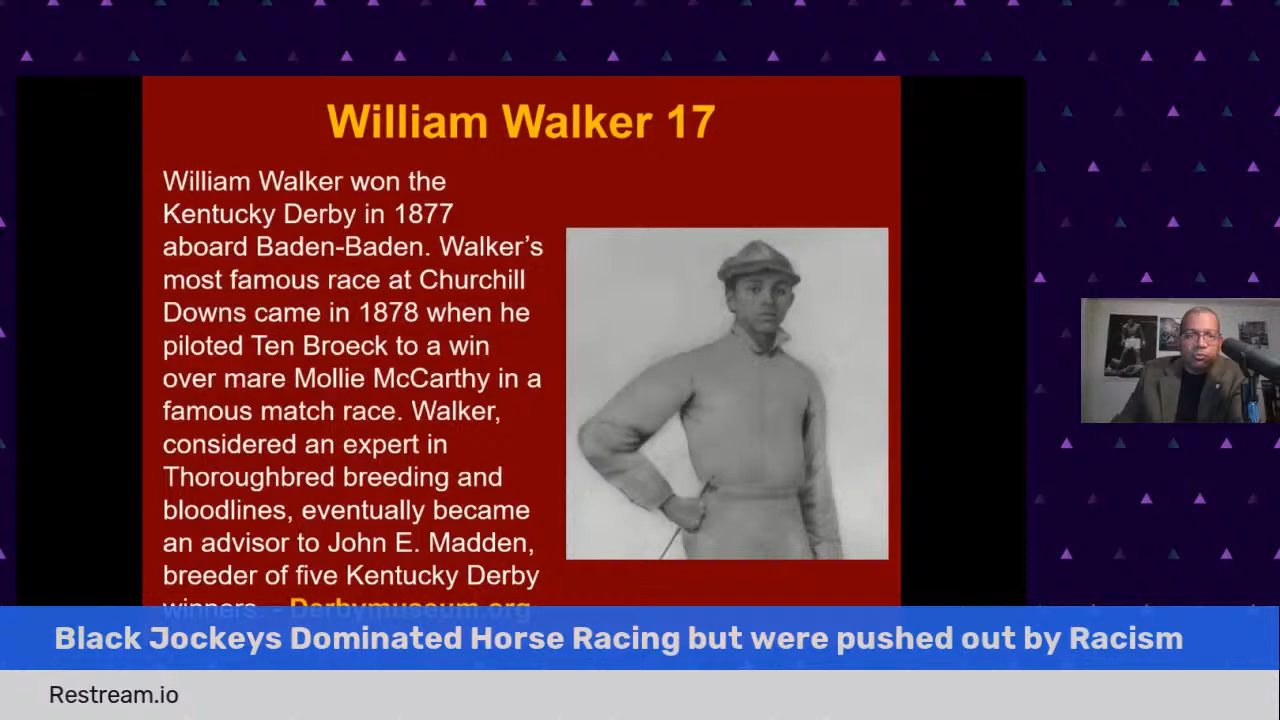 William Walker 17
William Walker won the
Kentucky Derby in 1877
aboard Baden-Baden. Walker’s
most famous race at Churchill
Downs came in 1878 when he
piloted Ten Broeck to a win
over mare Mollie McCarthy in a
famous match race. Walker,
considered an expert in
Thoroughbred breeding and
bloodlines, eventually became
an advisor to John E. Madden,
breeder of five Kentucky Derby
winners. - Derbymuseum.org
Black Jockeys Dominated Horse Racing but were pushed out by Racism
Restream.io